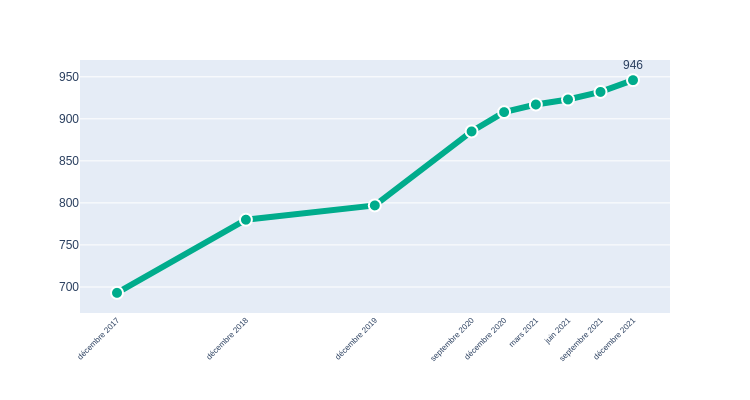 946
950
900
850
800
750
700
décembre 2017
décembre 2018
décembre 2019
septembre 2020
décembre 2020
mars 2021
juin 2021
septembre 2021
décembre 2021